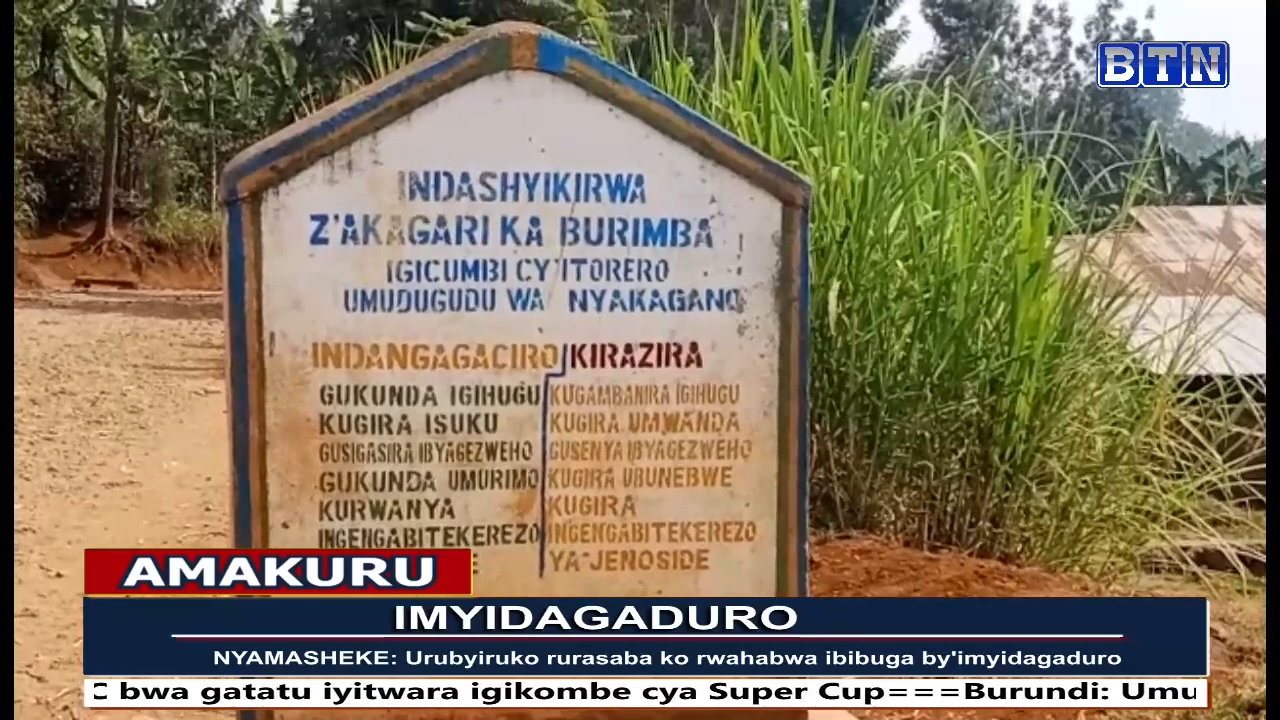 BTN
INDASHYIKIRWA
Z'AKAGARI KA BURIMBA
IGICUMBI CY'ITORERO
UMUDUGUDU WA NYAKAGANO
INDANGAGACIRO/KIRAZIRA
GUKUNDA IGIHUGU KUGAMBANIRA IGIHUGU
KUGIRA ISUKU KUGIRA UMWANDA
GUSIGASIRA IBYAGEZWEHO GUSENYA IBYAGEZWEHO
GUKUNDA UMURIMO KUGIRA UBUNEBWE
KURWANYA KUGIRA
INGENGABITEKEREZO INGENGABITEKEREZO
YA JENOSIDE
AMAKURU
IMYIDAGADURO
NYAMASHEKE: Urubyiruko rurasaba ko rwahabwa ibibuga by'imyidagaduro
bwa gatatu iyitwara igikombe cya Super Cup===Burundi: Umu